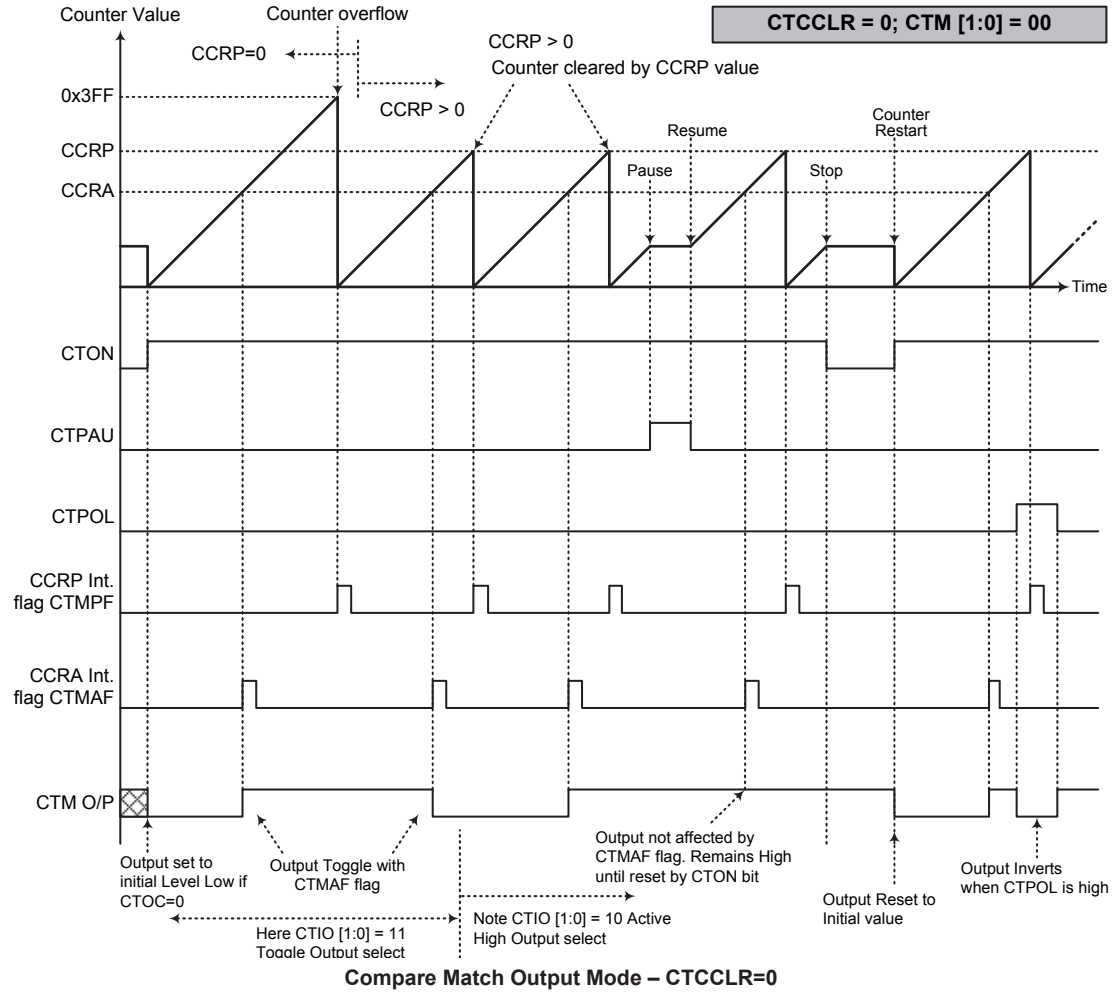 Counter Value
Counter overflow
CTCCLR = 0; CTM [1:0] = 00
CCRP=0
CCRP > 0
CCRP > 0
Counter cleared by CCRP value
0x3FF
CCRP
CCRA
Pause
Resume
Stop
Counter
Restart
Time
CTON
CTPAU
CTPOL
CCRP Int.
flag CTMPF
CCRA Int.
flag CTMAF
CTM O/P
Output set to
initial Level Low if
CTOC=0
Output Toggle with
CTMAF flag
Output not affected by
CTMAF flag. Remains High
until reset by CTON bit
Output Reset to
Initial value
Output Inverts
when CTPOL is high
Here CTIO [1:0] = 11
Toggle Output select
Note CTIO [1:0] = 10 Active
High Output select
Compare Match Output Mode – CTCCLR=0